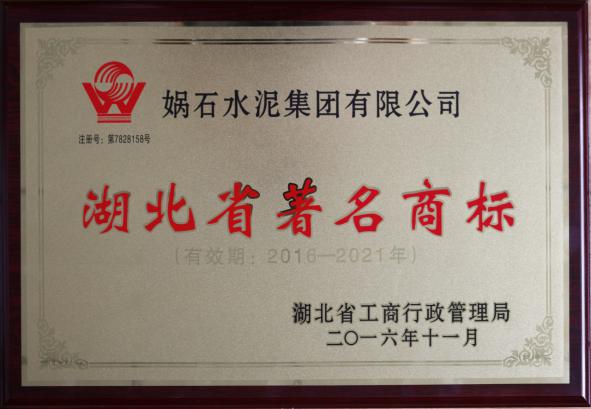 娲石水泥集团有限公司
注册号：第7828158号
湖北省著名商标
（有效期：2016—2021年）
湖北省工商行政管理局
二〇一六年十一月